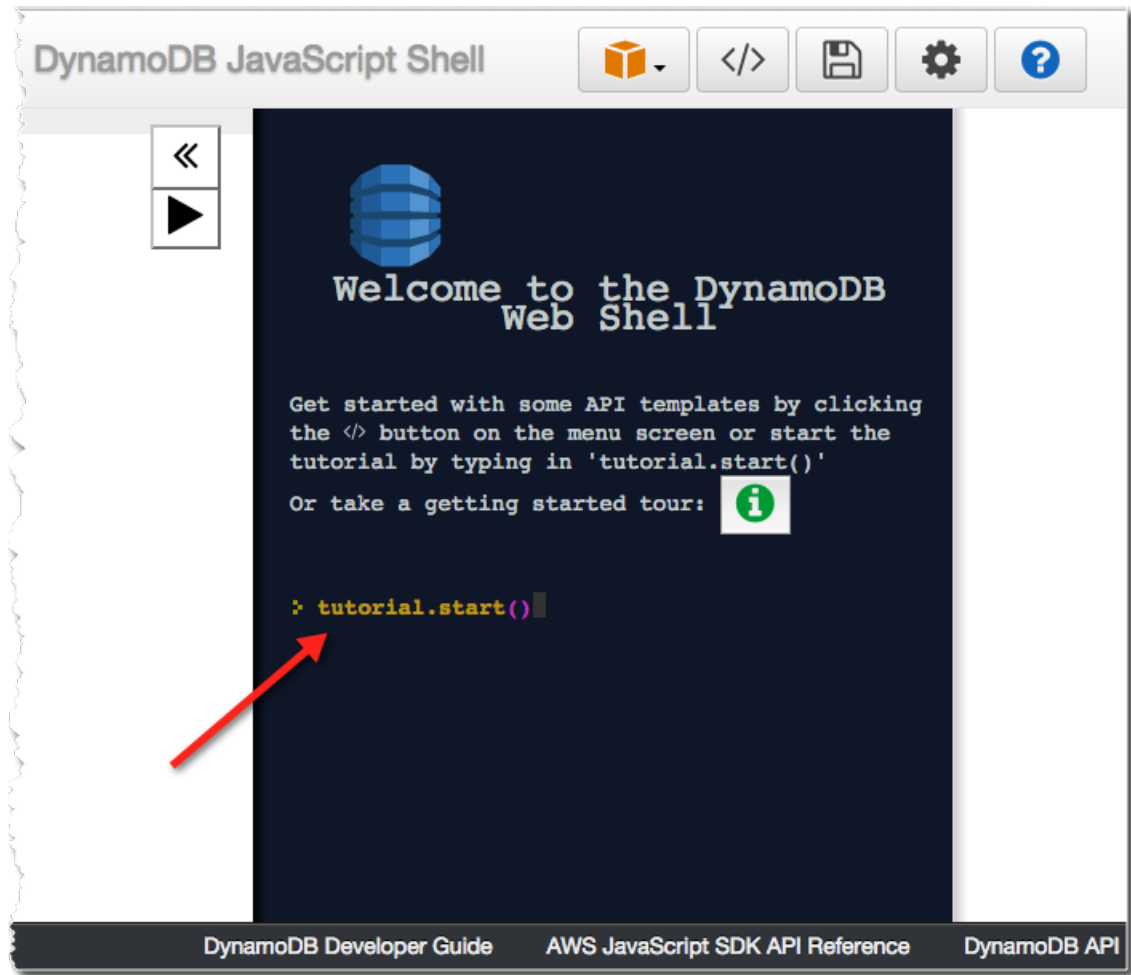 DynamoDB JavaScript Shell
</>
Welcome to the DynamoDB
Web Shell
Get started with some API templates by clicking
the </> button on the menu screen or start the
tutorial by typing in 'tutorial.start()'
Or take a getting started tour:
> tutorial.start()
DynamoDB Developer Guide AWS JavaScript SDK API Reference DynamoDB API